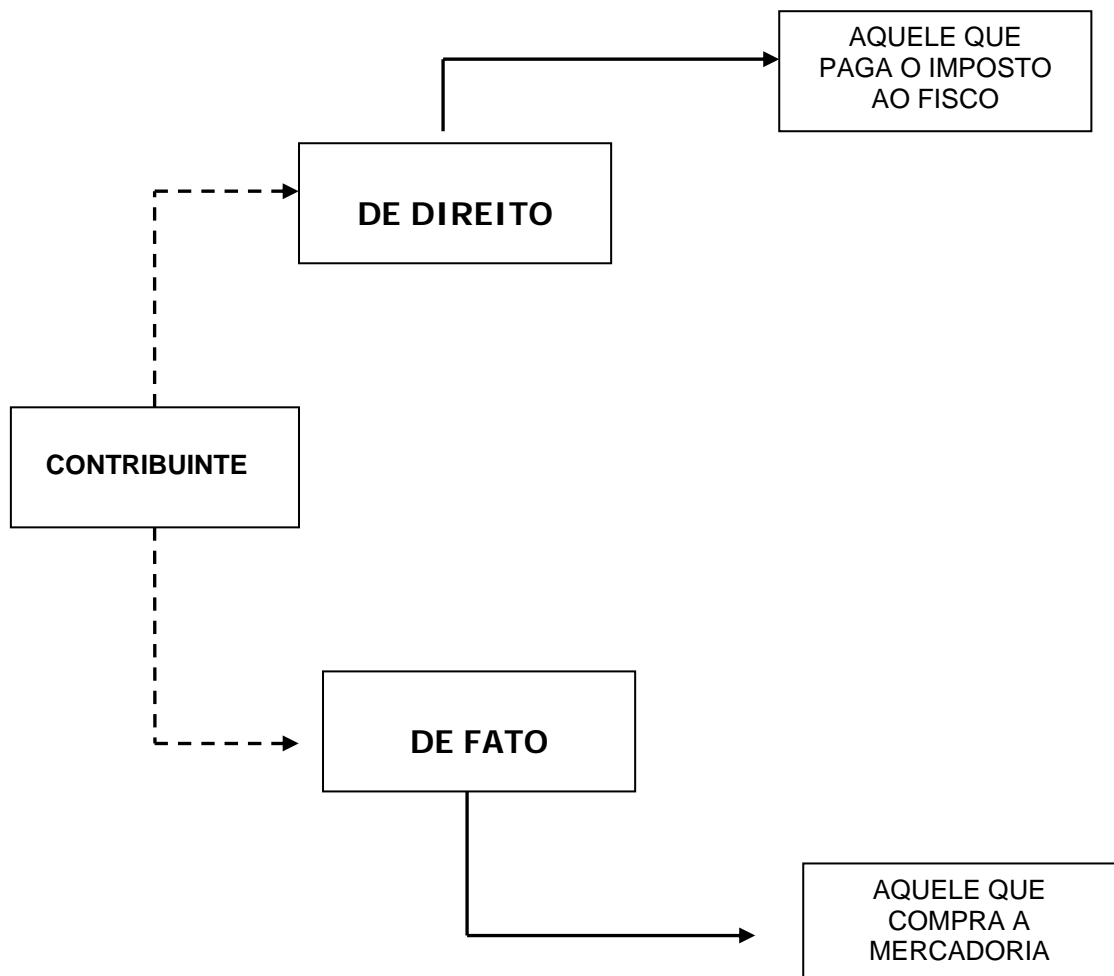 AQUELE QUE
PAGA O IMPOSTO
AO FISCO
DE DIREITO
CONTRIBUINTE
DE FATO
AQUELE QUE
COMPRA A
MERCADORIA